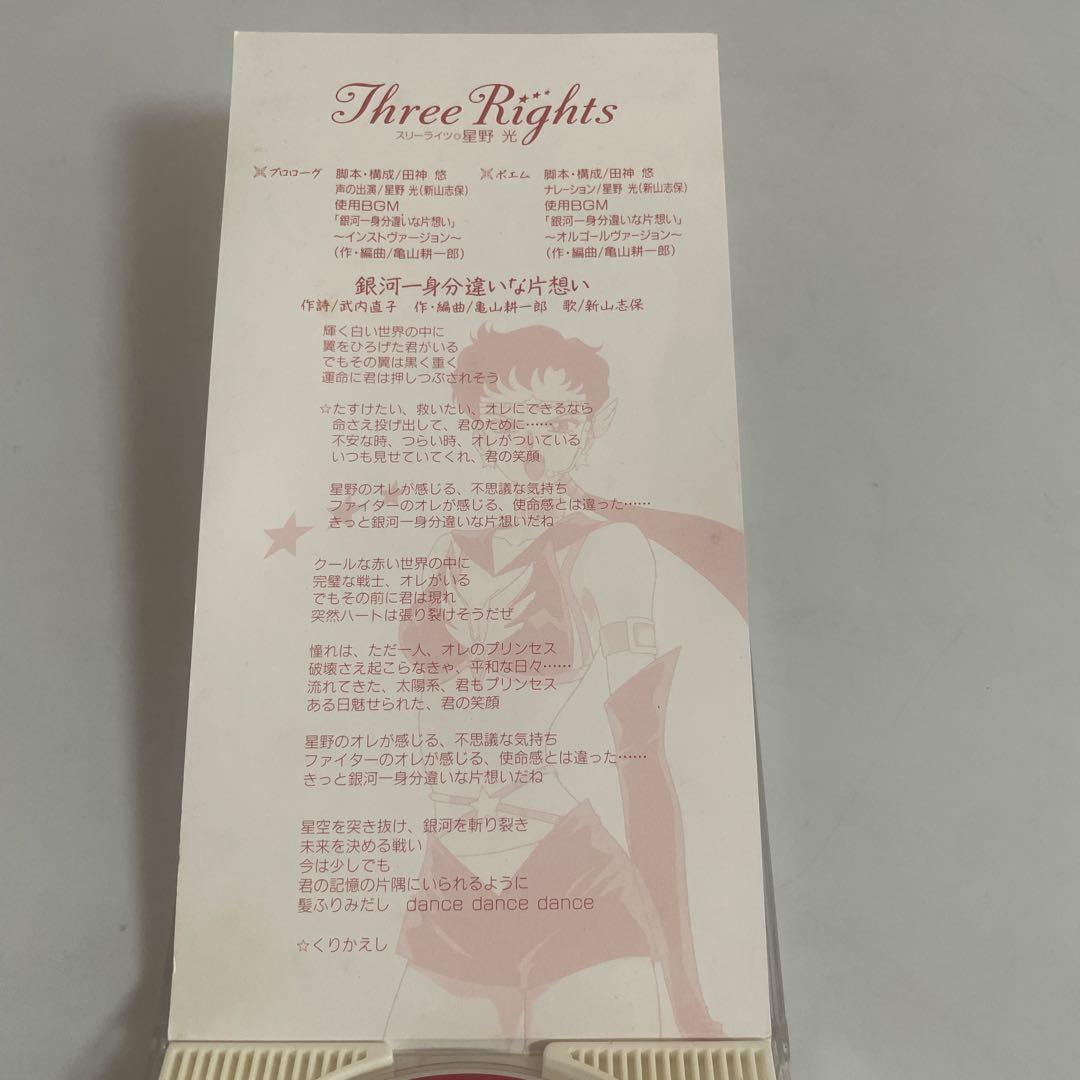 Three Rights
スリーライツ◎星野 光
プロローグ 脚本・構成/田神 悠
声の出演/星野 光(新山志保)
使用BGM
「銀河一身分違いな片想い」
〜インストヴァージョン〜
(作・編曲/亀山耕一郎)
ポエム 脚本・構成/田神 悠
ナレーション/星野 光(新山志保)
使用BGM
「銀河一身分違いな片想い」
〜オルゴールヴァージョン〜
(作・編曲/亀山耕一郎)
銀河一身分違いな片想い
作詩/武内直子 作・編曲/亀山耕一郎 歌/新山志保
輝く白い世界の中に
翼をひろげた君がいる
でもその翼は黒く重く
運命に君は押しつぶされそう
☆たすけたい、救いたい、オレにできるなら
命さえ投げ出して、君のために……
不安な時、つらい時、オレがついている
いつも見せていてくれ、君の笑顔
星野のオレが感じる、不思議な気持ち
ファイターのオレが感じる、使命感とは違った……
きっと銀河一身分違いな片想いだね
クールな赤い世界の中に
完璧な戦士、オレがいる
でもその前に君は現れ
突然ハートは張り裂けそうだぜ
憧れは、ただ一人、オレのプリンセス
破壊さえ起こらなきゃ、平和な日々……
流れてきた、太陽系、君もプリンセス
ある日魅せられた、君の笑顔
星野のオレが感じる、不思議な気持ち
ファイターのオレが感じる、使命感とは違った……
きっと銀河一身分違いな片想いだね
星空を突き抜け、銀河を斬り裂き
未来を決める戦い
今は少しでも
君の記憶の片隅にいられるように
髪ふりみだし dance dance dance
☆くりかえし